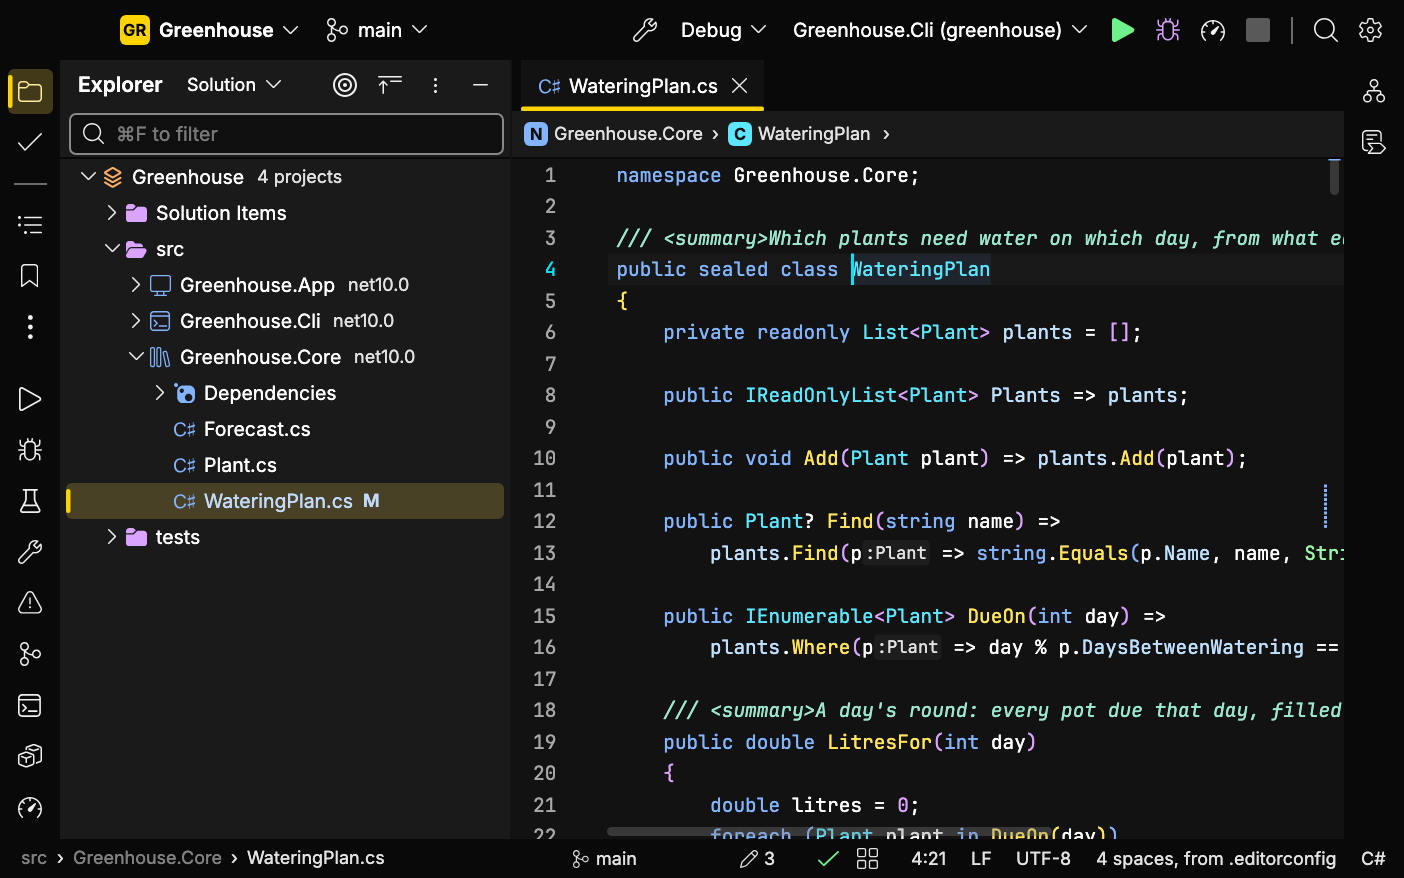 GR Greenhouse
main
Debug
Greenhouse.Cli (greenhouse)
Explorer
Solution
⌘F to filter
Greenhouse 4 projects
Solution Items
src
Greenhouse.App net10.0
Greenhouse.Cli net10.0
Greenhouse.Core net10.0
Dependencies
C# Forecast.cs
C# Plant.cs
C# WateringPlan.cs M
tests
C# WateringPlan.cs
N Greenhouse.Core › C WateringPlan ›
1 namespace Greenhouse.Core;
2
3 /// <summary>Which plants need water on which day, from what
4 public sealed class WateringPlan
5 {
6 private readonly List<Plant> plants = [];
7
8 public IReadOnlyList<Plant> Plants => plants;
9
10 public void Add(Plant plant) => plants.Add(plant);
11
12 public Plant? Find(string name) =>
13 plants.Find(p :Plant => string.Equals(p.Name, name, Stri
14
15 public IEnumerable<Plant> DueOn(int day) =>
16 plants.Where(p :Plant => day % p.DaysBetweenWatering ==
17
18 /// <summary>A day's round: every pot due that day, filled
19 public double LitresFor(int day)
20 {
21 double litres = 0;
22 foreach (Plant plant in DueOn(day))
src › Greenhouse.Core › WateringPlan.cs
main
3
4:21
LF
UTF-8
4 spaces, from .editorconfig
C#